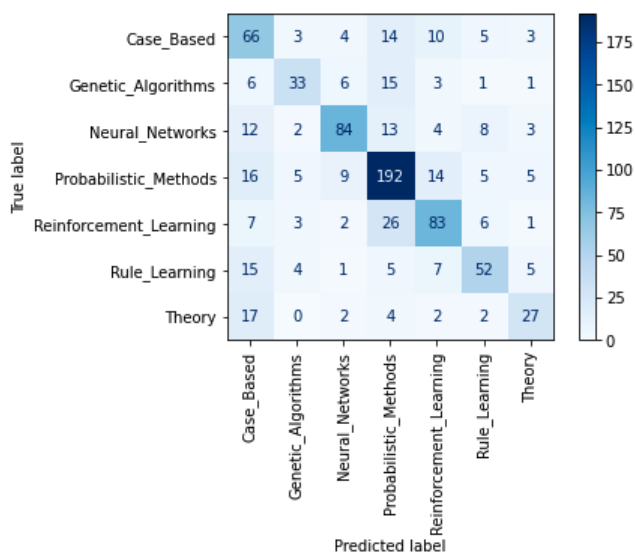 Case_Based 66 3 4 14 10 5 3
Genetic_Algorithms 6 33 6 15 3 1 1
Neural_Networks 12 2 84 13 4 8 3
Probabilistic_Methods 16 5 9 192 14 5 5
Reinforcement_Learning 7 3 2 26 83 6 1
Rule_Learning 15 4 1 5 7 52 5
Theory 17 0 2 4 2 2 27
True label
Case_Based
Genetic_Algorithms
Neural_Networks
Probabilistic_Methods
Reinforcement_Learning
Rule_Learning
Theory
Predicted label
175
150
125
100
75
50
25
0